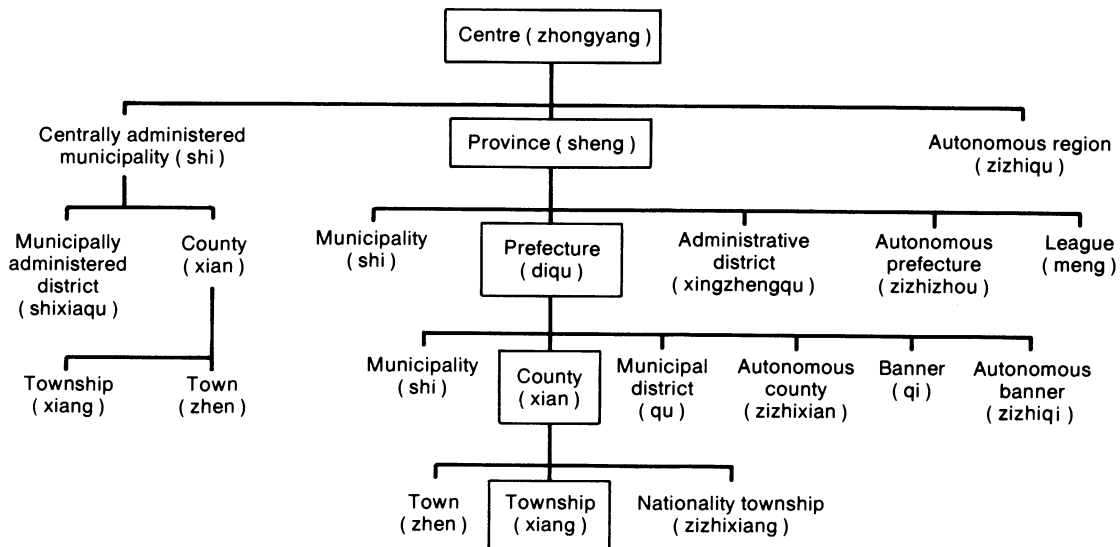 Centre ( zhongyang )
Centrally administered
municipality ( shi )
Province ( sheng )
Autonomous region
( zizhiqu )
Municipally
administered
district
( shixiaqu )
County
( xian )
Municipality
( shi )
Prefecture
( diqu )
Administrative
district
( xingzhengqu )
Autonomous
prefecture
( zizhizhou )
League
( meng )
Township
( xiang )
Town
( zhen )
Municipality
( shi )
County
( xian )
Municipal
district
( qu )
Autonomous
county
( zizhixian )
Banner
( qi )
Autonomous
banner
( zizhiqi )
Town
( zhen )
Township
( xiang )
Nationality township
( zizhixiang )